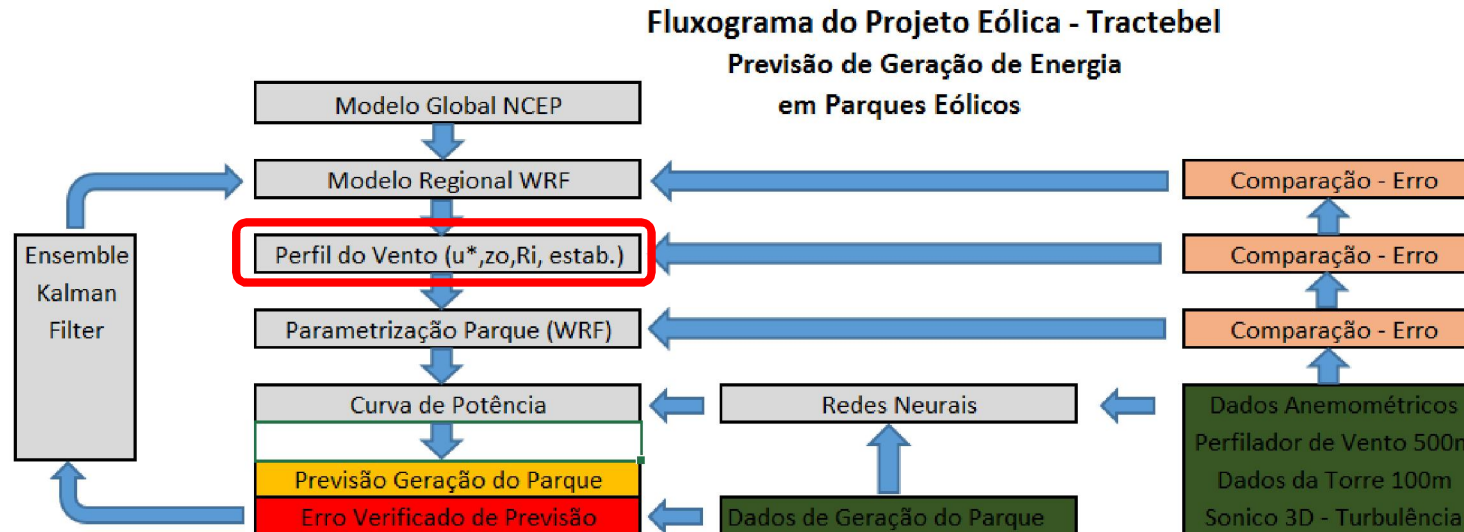 Fluxograma do Projeto Eólica - Tractebel
Previsão de Geração de Energia
em Parques Eólicos
Modelo Global NCEP
Modelo Regional WRF
Comparação - Erro
Ensemble
Kalman
Filter
Perfil do Vento (u*,zo,Ri, estab.)
Comparação - Erro
Parametrização Parque (WRF)
Comparação - Erro
Curva de Potência
Redes Neurais
Dados Anemométricos
Perfilador de Vento 500m
Dados da Torre 100m
Sonico 3D - Turbulência
Previsão Geração do Parque
Erro Verificado de Previsão
Dados de Geração do Parque